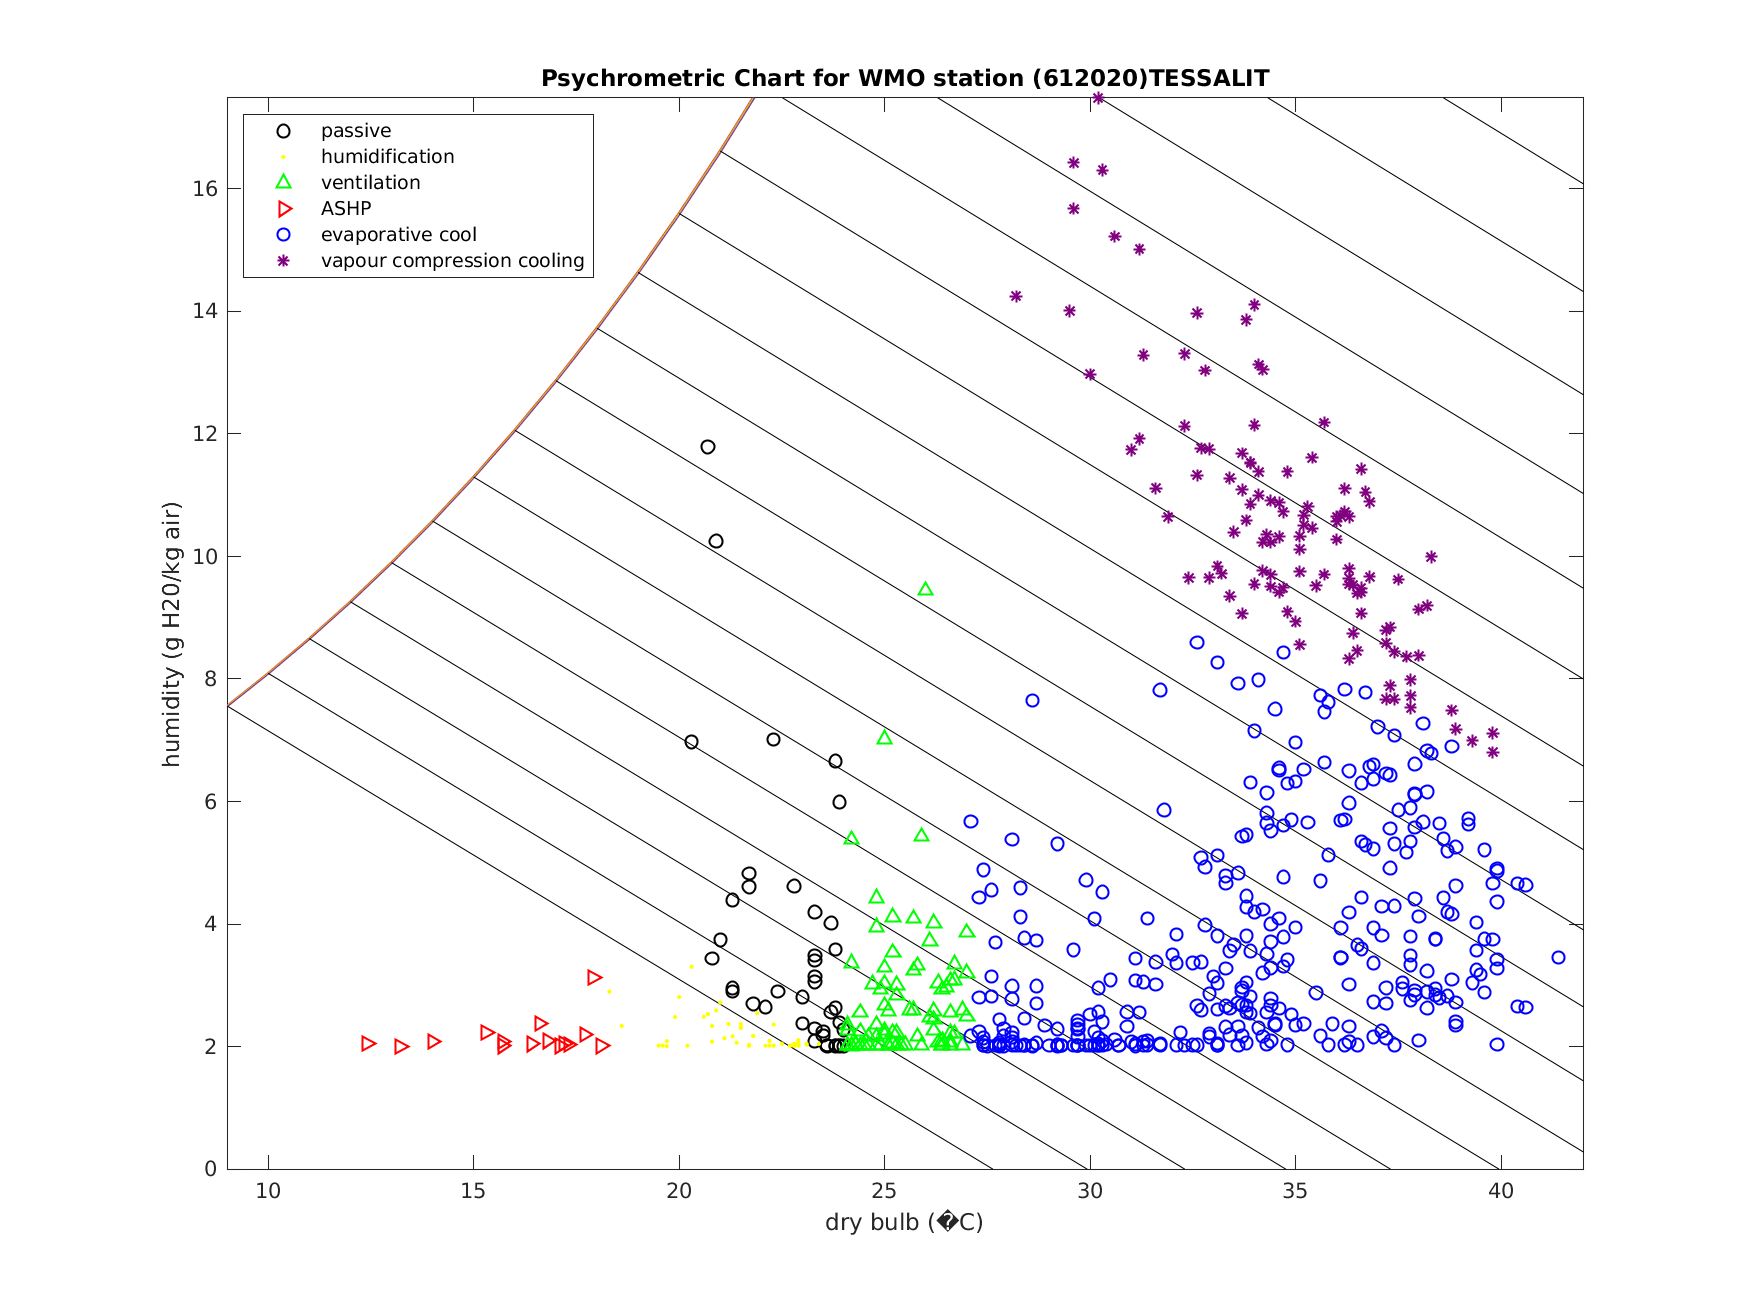 Psychrometric Chart for WMO station (612020)TESSALIT
passive
humidification
ventilation
ASHP
evaporative cool
vapour compression cooling
humidity (g H20/kg air)
16
14
12
10
8
6
4
2
0
10 15 20 25 30 35 40
dry bulb (�C)